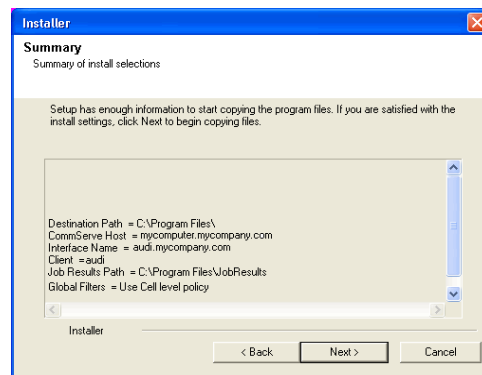 Installer
Summary
Summary of install selections
Setup has enough information to start copying the program files. If you are satisfied with the
install settings, click Next to begin copying files.
Destination Path = C:\Program Files\
CommServe Host = mycomputer.mycompany.com
Interface Name = audi.mycompany.com
Client =audi
Job Results Path = C:\Program Files\JobResults
Global Filters = Use Cell level policy
Installer
< Back Next > Cancel